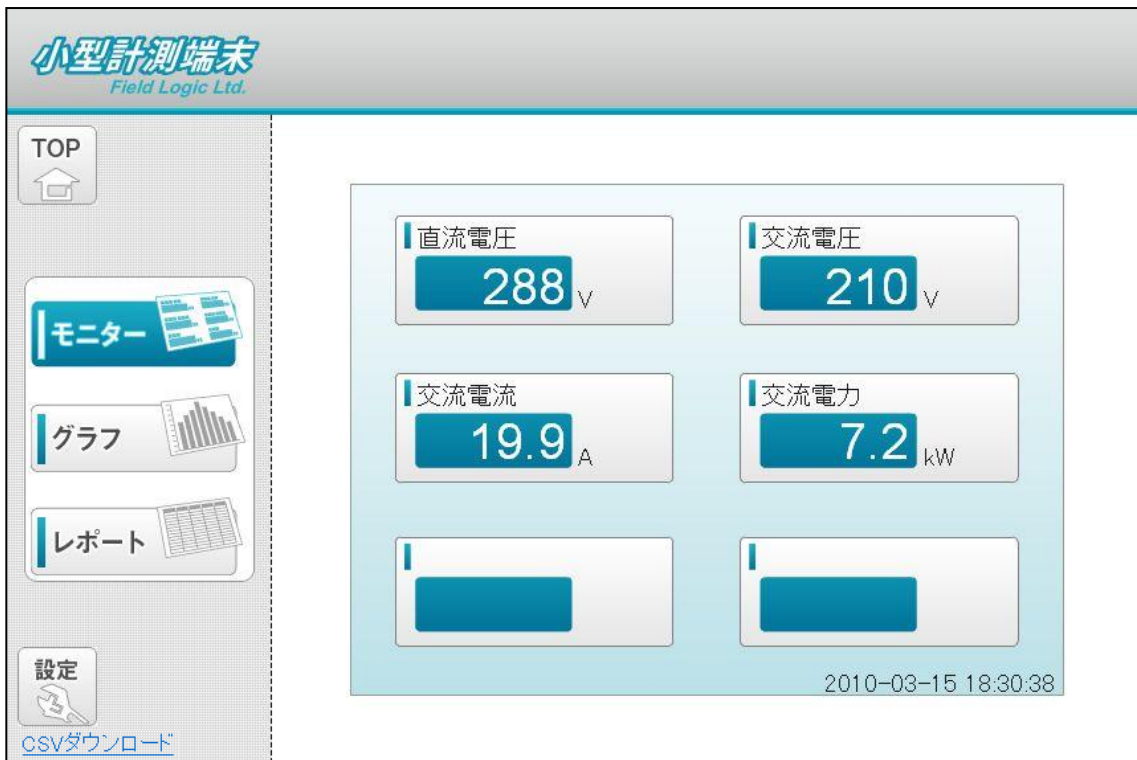 小型計測端末
Field Logic Ltd.
TOP
モニター
グラフ
レポート
設定
CSVダウンロード
直流電圧
288 V
交流電圧
210 V
交流電流
19.9 A
交流電力
7.2 kW
2010-03-15 18:30:38